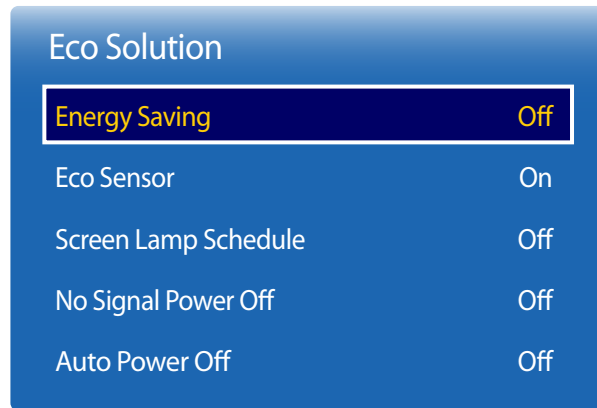 Eco Solution
Energy Saving Off
Eco Sensor On
Screen Lamp Schedule Off
No Signal Power Off Off
Auto Power Off Off